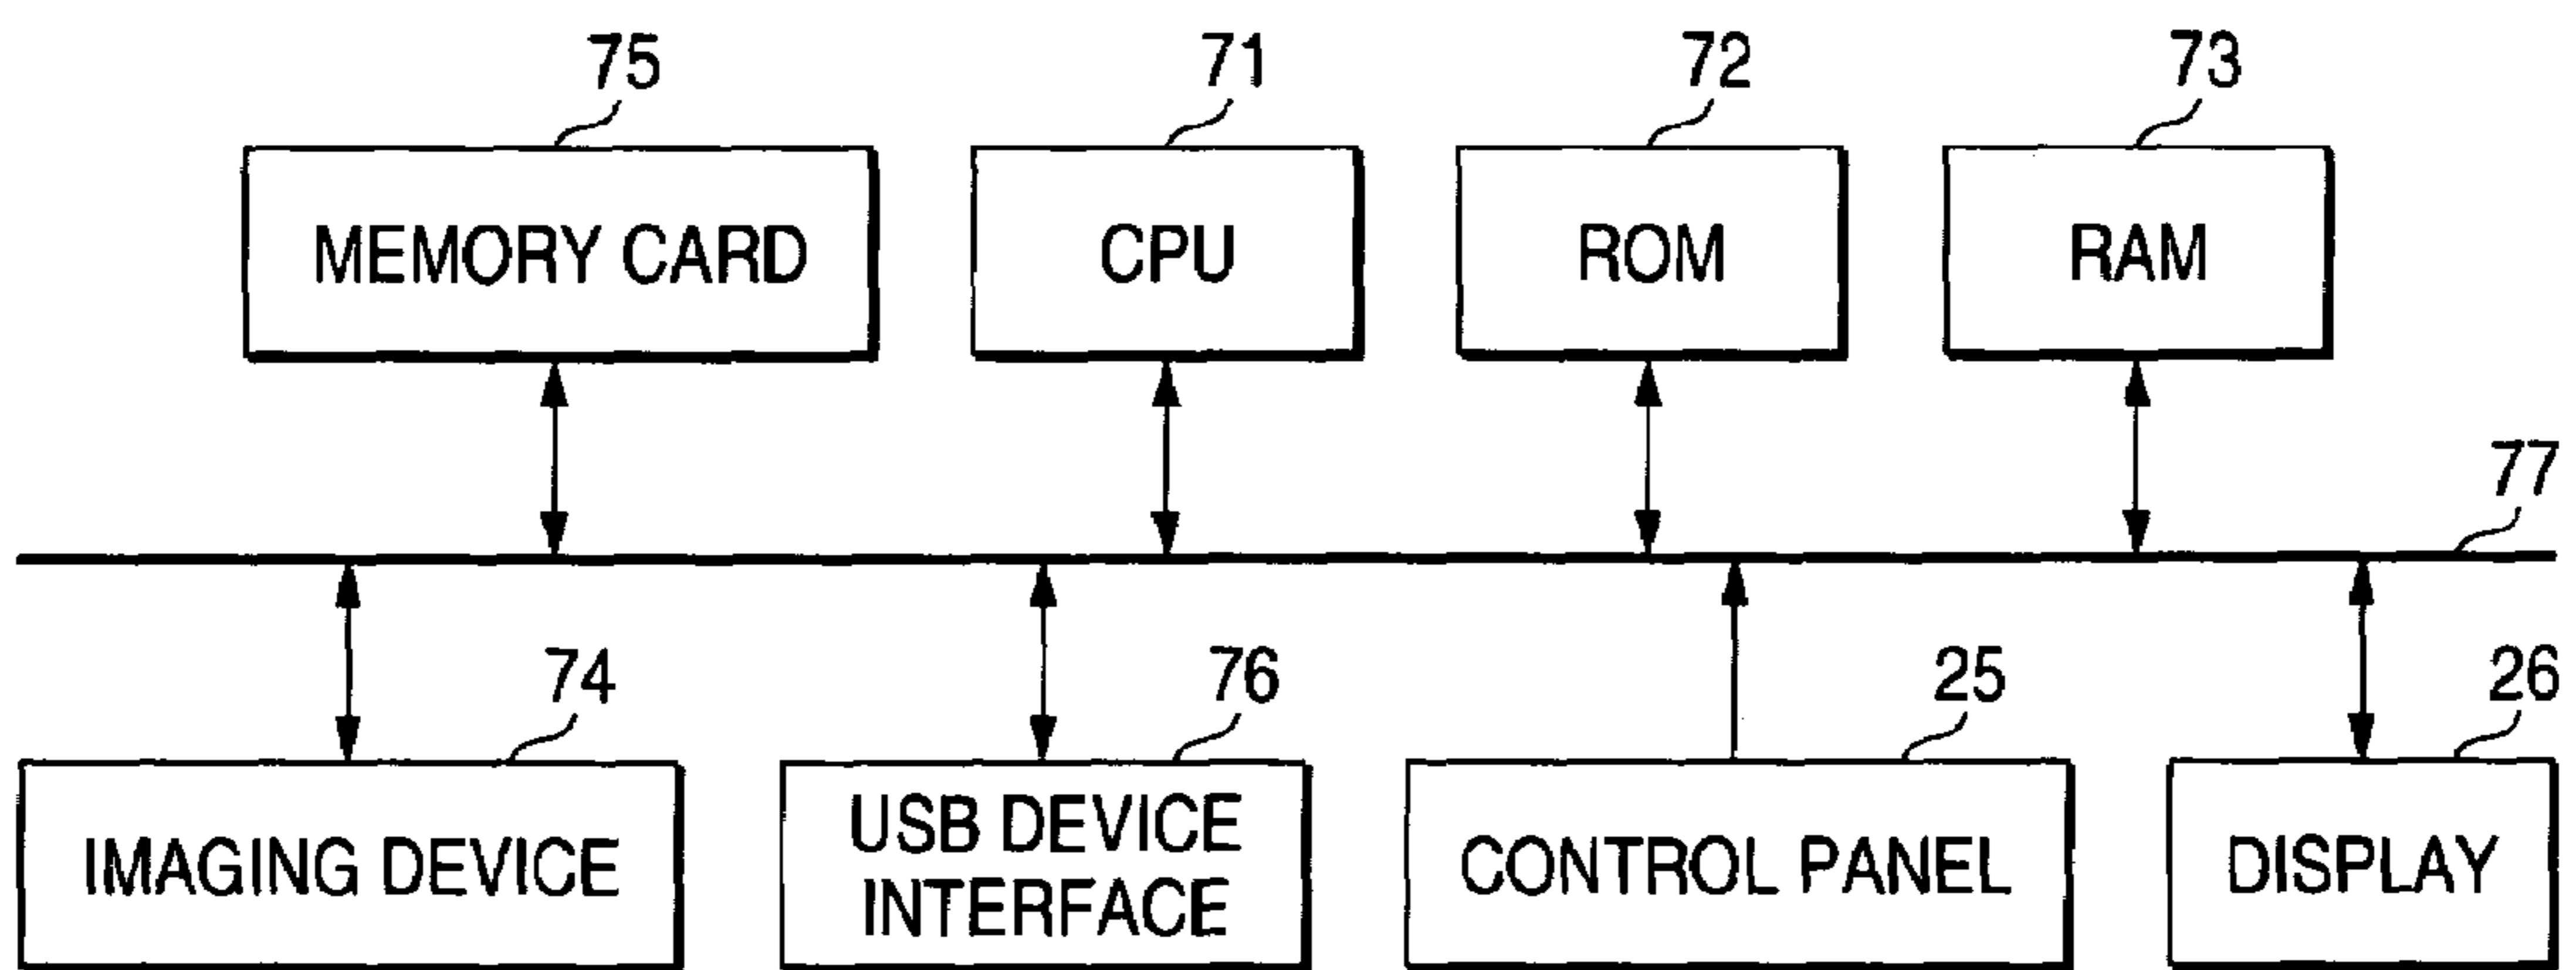 75
71
72
73
MEMORY CARD
CPU
ROM
RAM
77
74
76
25
26
IMAGING DEVICE
USB DEVICE
INTERFACE
CONTROL PANEL
DISPLAY